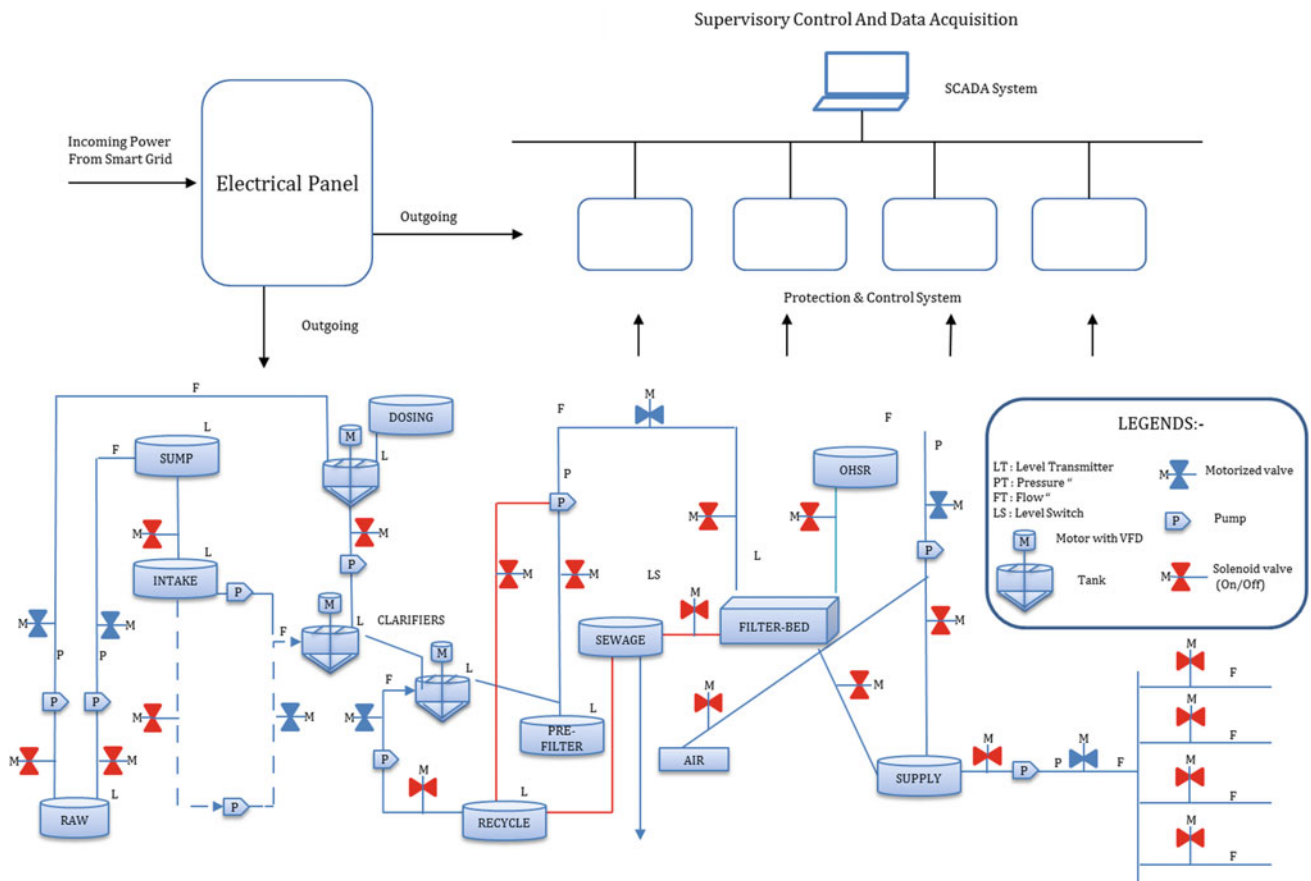 Supervisory Control And Data Acquisition
SCADA System
Incoming Power
From Smart Grid
Electrical Panel
Outgoing
Protection & Control System
Outgoing
F
DOSING
M
L
L
F
SUMP
M
F
M
F
P
OHSR
P
LEGENDS:-
LT : Level Transmitter
PT : Pressure “
FT : Flow “
LS : Level Switch
M
Motorized valve
P
Pump
M
Motor with VFD
Tank
M
Solenoid valve
(On/Off)
M
L
INTAKE
P
M
P
P
M
M
M
M
M
P
L
LS
M
M
M
P
P
M
F
M
L
CLARIFIERS
M
L
SEWAGE
M
FILTER-BED
M
P
P
M
M
M
F
M
L
L
PRE-
FILTER
M
AIR
M
M
M
L
RAW
P
P
M
L
RECYCLE
SUPPLY
M
P
P
M
F
M
F
M
F
M
F
M
F